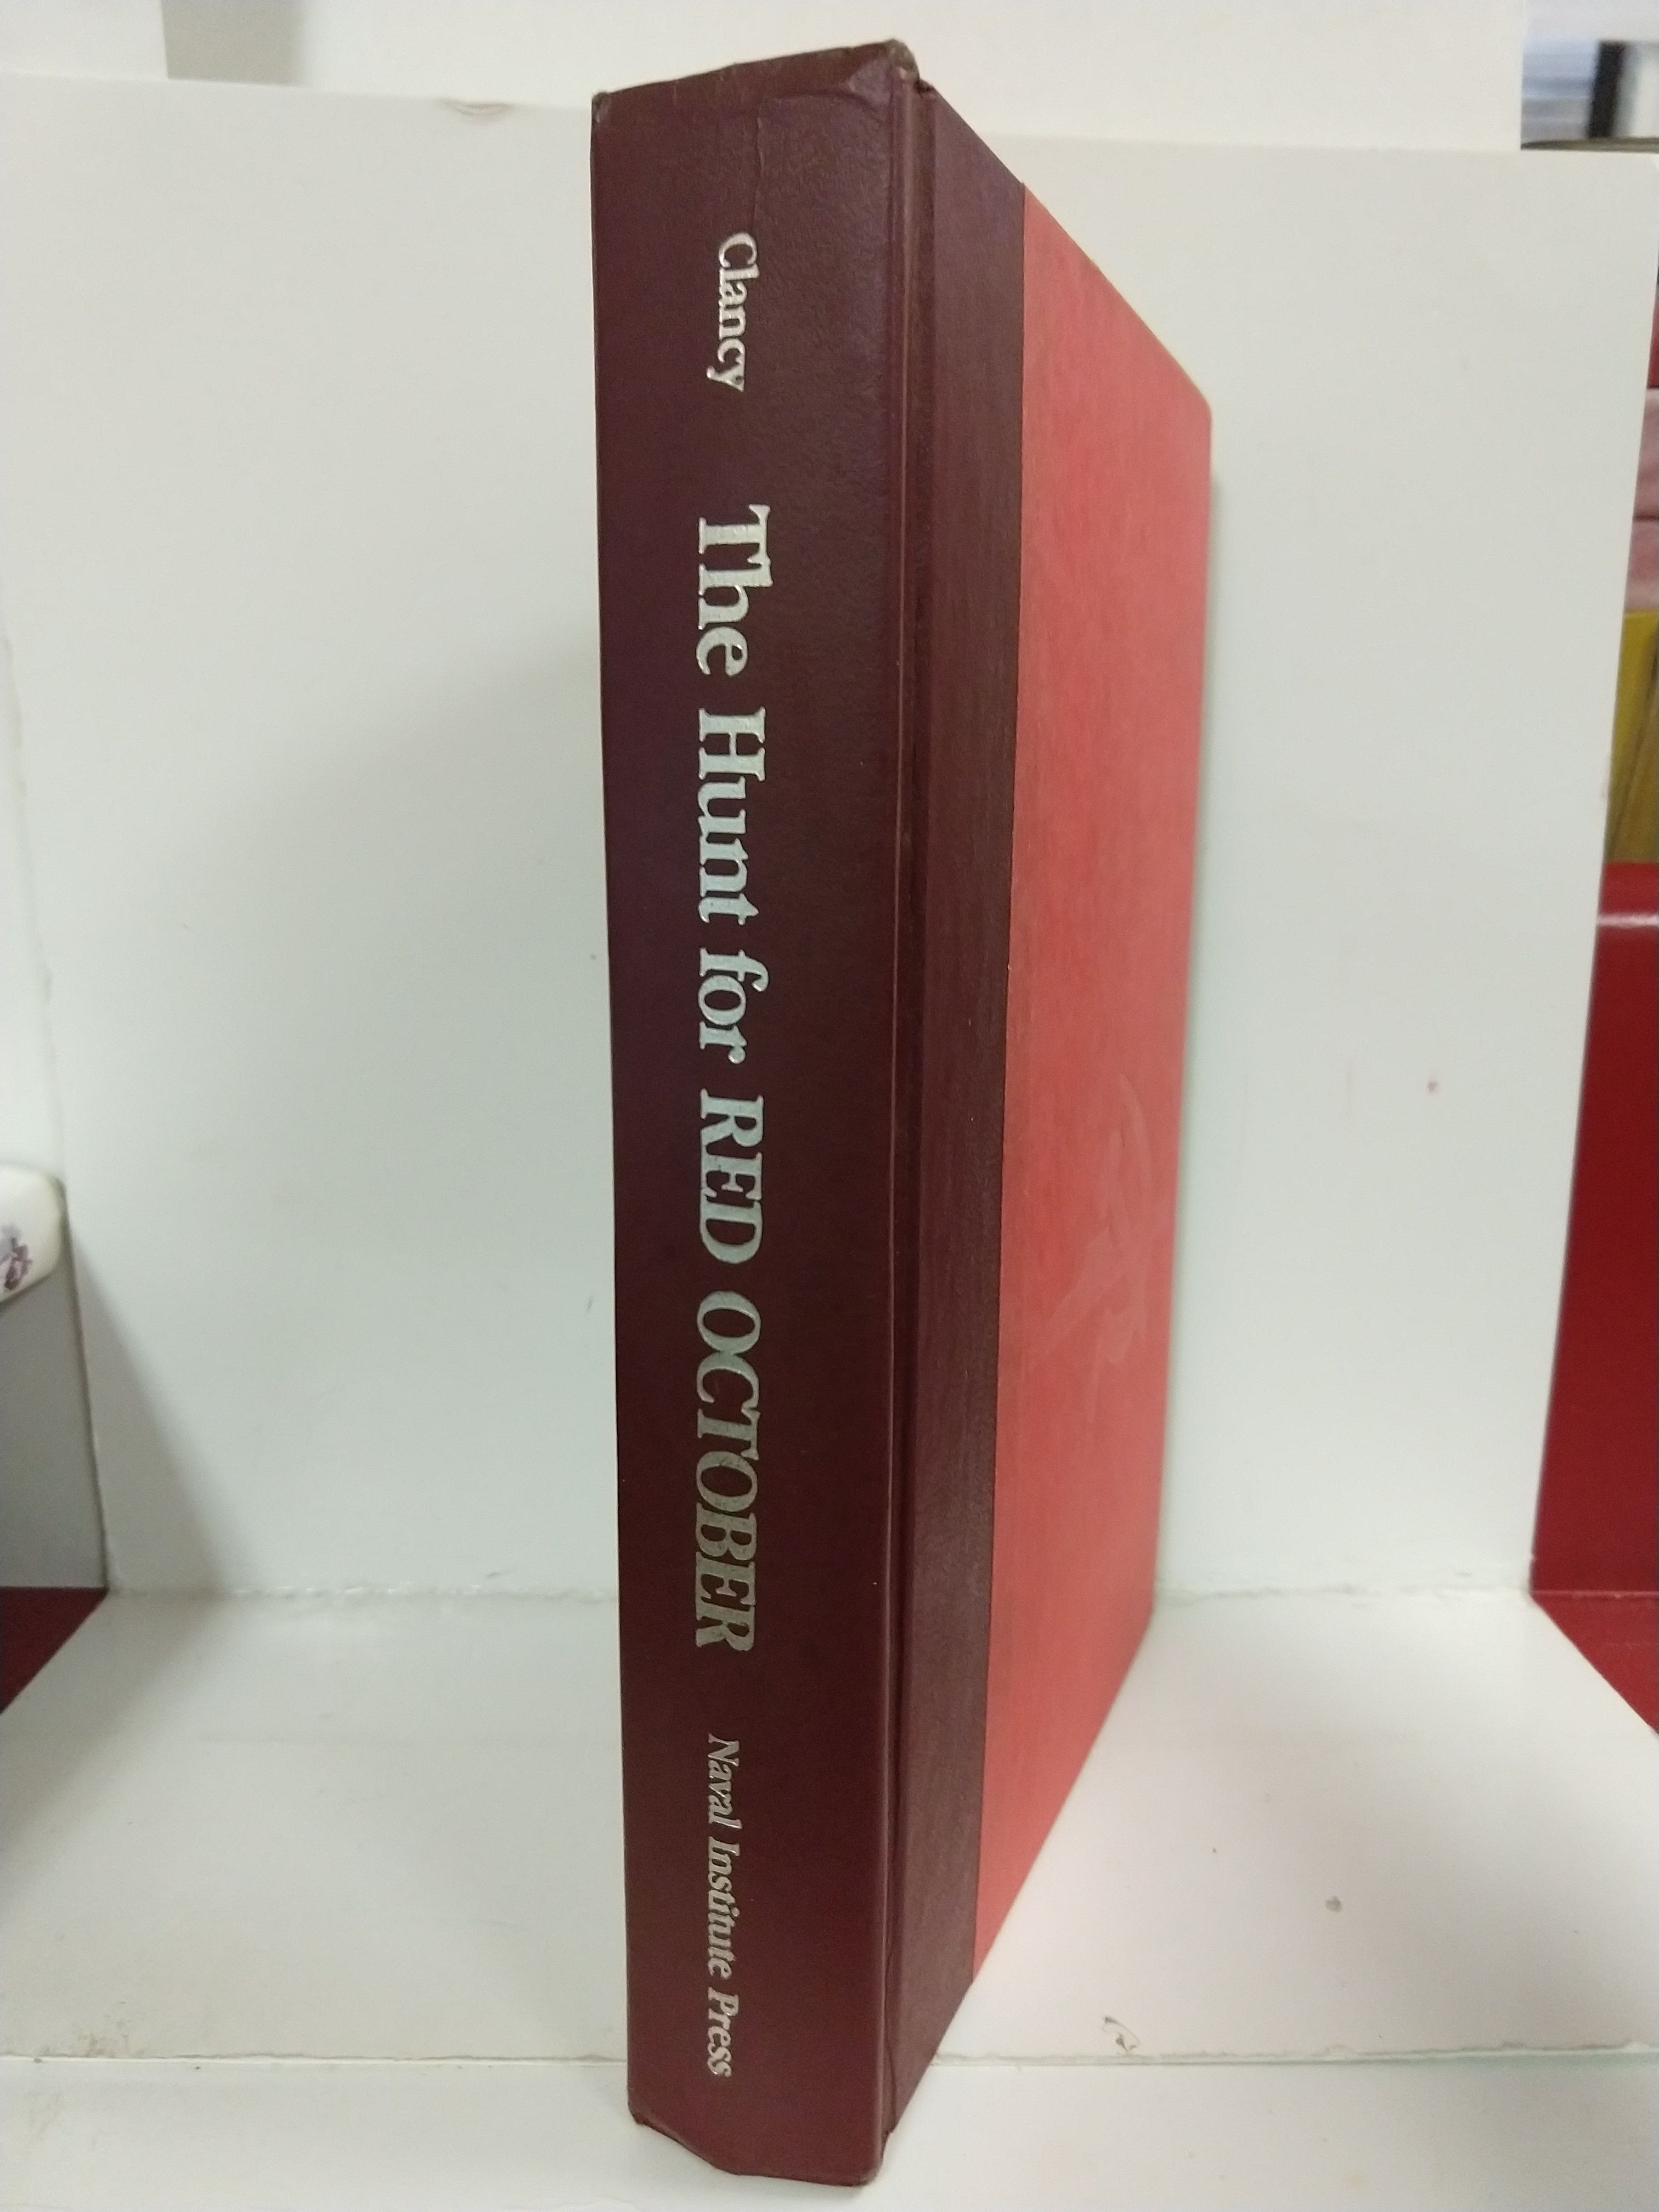 Clancy
The Hunt for RED OCTOBER
Naval Institute Press